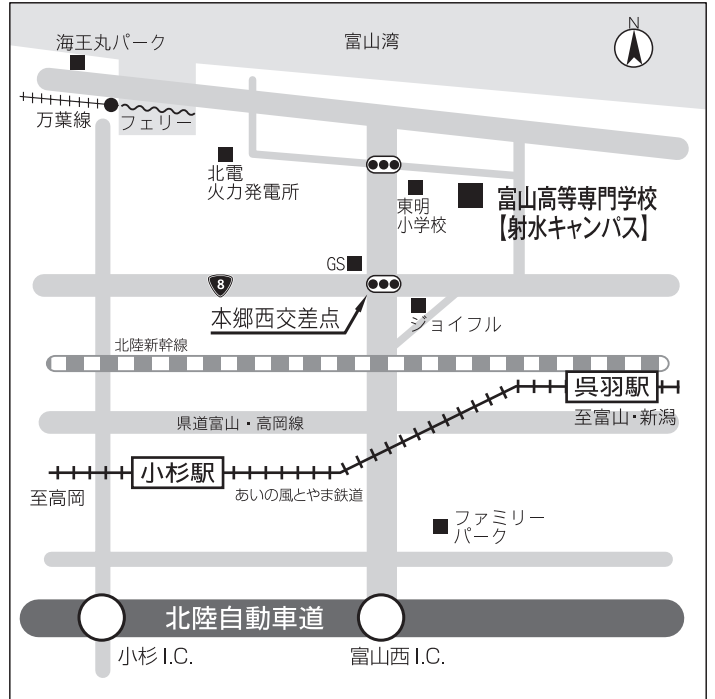 N
海王丸パーク
富山湾
万葉線
フェリー
北電
火力発電所
東明
小学校
富山高等専門学校
【射水キャンパス】
GS
8
本郷西交差点
ジョイフル
北陸新幹線
呉羽駅
県道富山・高岡線
至富山・新潟
小杉駅
至高岡
あいの風とやま鉄道
ファミリー
パーク
北陸自動車道
小杉 I.C.
富山西 I.C.